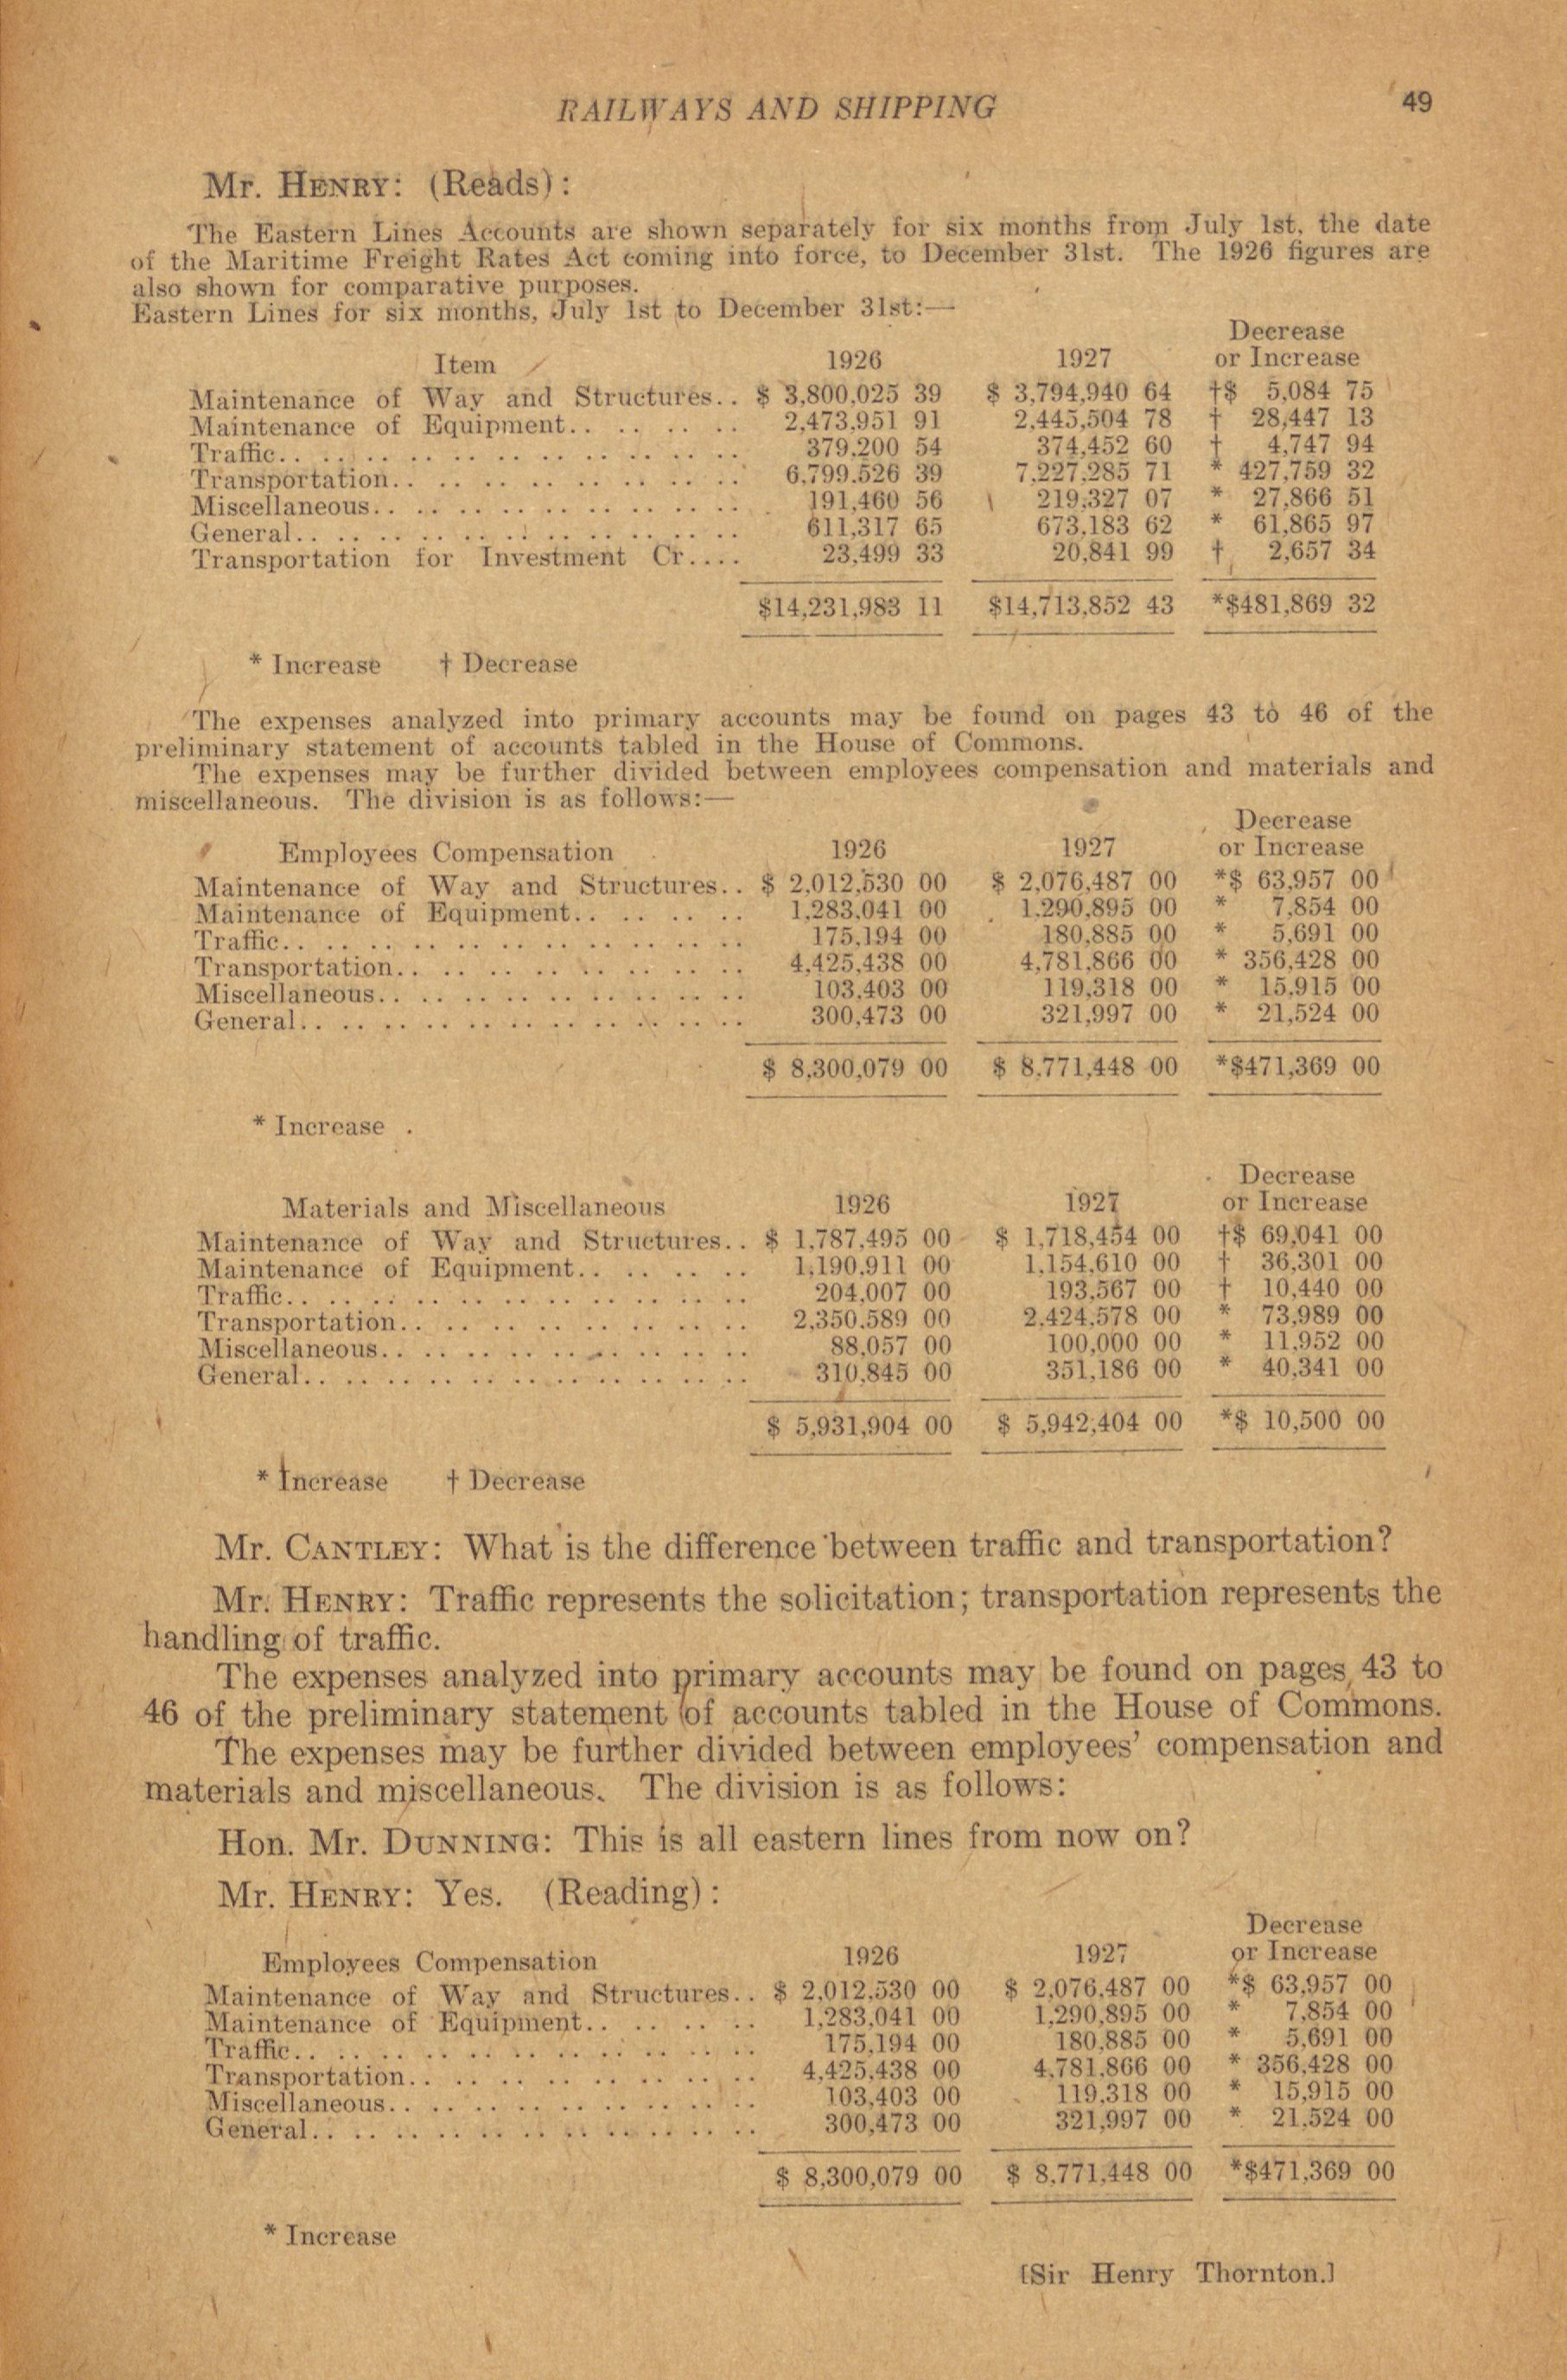 RAILWAYS AND SHIPPING 49
Mr. HENRY: (Reads):
The Eastern Lines Accounts are shown separately for six months from July 1st, the date
of the Maritime Freight Rates Act coming into force, to December 31st. The 1926 figures are
also shown for comparative purposes.
Eastern Lines for six months, July 1st to December 31st:—
Decrease
Item 1926 1927 or Increase
Maintenance of Way and Structures.. $ 3,800,025 39 $ 3,794,940 64 †$ 5,084 75
Maintenance of Equipment.. .. .. .. .. 2,473,951 91 2,445,504 78 † 28,447 13
Traffic.. .. .. .. .. .. .. .. .. .. .. 379,200 54 374,452 60 † 4,747 94
Transportation.. .. .. .. .. .. .. .. .. 6,799,526 39 7,227,285 71 * 427,759 32
Miscellaneous.. .. .. .. .. .. .. .. .. 191,460 56 219,327 07 * 27,866 51
General.. .. .. .. .. .. .. .. .. .. .. 611,317 65 673,183 62 * 61,865 97
Transportation for Investment Cr.... 23,499 33 20,841 99 † 2,657 34
$14,231,983 11 $14,713,852 43 *$481,869 32
* Increase † Decrease
The expenses analyzed into primary accounts may be found on pages 43 to 46 of the
preliminary statement of accounts tabled in the House of Commons.
The expenses may be further divided between employees compensation and materials and
miscellaneous. The division is as follows:—
Decrease
Employees Compensation 1926 1927 or Increase
Maintenance of Way and Structures.. $ 2,012,530 00 $ 2,076,487 00 *$ 63,957 00
Maintenance of Equipment.. .. .. .. .. 1,283,041 00 1,290,895 00 * 7,854 00
Traffic.. .. .. .. .. .. .. .. .. .. .. 175,194 00 180,885 00 * 5,691 00
Transportation.. .. .. .. .. .. .. .. .. 4,425,438 00 4,781,866 00 * 356,428 00
Miscellaneous.. .. .. .. .. .. .. .. .. 103,403 00 119,318 00 * 15,915 00
General.. .. .. .. .. .. .. .. .. .. .. 300,473 00 321,997 00 * 21,524 00
$ 8,300,079 00 $ 8,771,448 00 *$471,369 00
* Increase
Decrease
Materials and Miscellaneous 1926 1927 or Increase
Maintenance of Way and Structures.. $ 1,787,495 00 $ 1,718,454 00 †$ 69,041 00
Maintenance of Equipment.. .. .. .. .. 1,190,911 00 1,154,610 00 † 36,301 00
Traffic.. .. .. .. .. .. .. .. .. .. .. 204,007 00 193,567 00 † 10,440 00
Transportation.. .. .. .. .. .. .. .. .. 2,350,589 00 2,424,578 00 * 73,989 00
Miscellaneous.. .. .. .. .. .. .. .. .. 88,057 00 100,000 00 * 11,952 00
General.. .. .. .. .. .. .. .. .. .. .. 310,845 00 351,186 00 * 40,341 00
$ 5,931,904 00 $ 5,942,404 00 *$ 10,500 00
* Increase † Decrease
Mr. CANTLEY: What is the difference between traffic and transportation?
Mr. HENRY: Traffic represents the solicitation; transportation represents the
handling of traffic.
The expenses analyzed into primary accounts may be found on pages 43 to
46 of the preliminary statement of accounts tabled in the House of Commons.
The expenses may be further divided between employees' compensation and
materials and miscellaneous. The division is as follows:
Hon. Mr. DUNNING: This is all eastern lines from now on?
Mr. HENRY: Yes. (Reading):
Decrease
Employees Compensation 1926 1927 or Increase
Maintenance of Way and Structures.. $ 2,012,530 00 $ 2,076,487 00 *$ 63,957 00
Maintenance of Equipment.. .. .. .. .. 1,283,041 00 1,290,895 00 * 7,854 00
Traffic.. .. .. .. .. .. .. .. .. .. .. 175,194 00 180,885 00 * 5,691 00
Transportation.. .. .. .. .. .. .. .. .. 4,425,438 00 4,781,866 00 * 356,428 00
Miscellaneous.. .. .. .. .. .. .. .. .. 103,403 00 119,318 00 * 15,915 00
General.. .. .. .. .. .. .. .. .. .. .. 300,473 00 321,997 00 * 21,524 00
$ 8,300,079 00 $ 8,771,448 00 *$471,369 00
* Increase
[Sir Henry Thornton.]